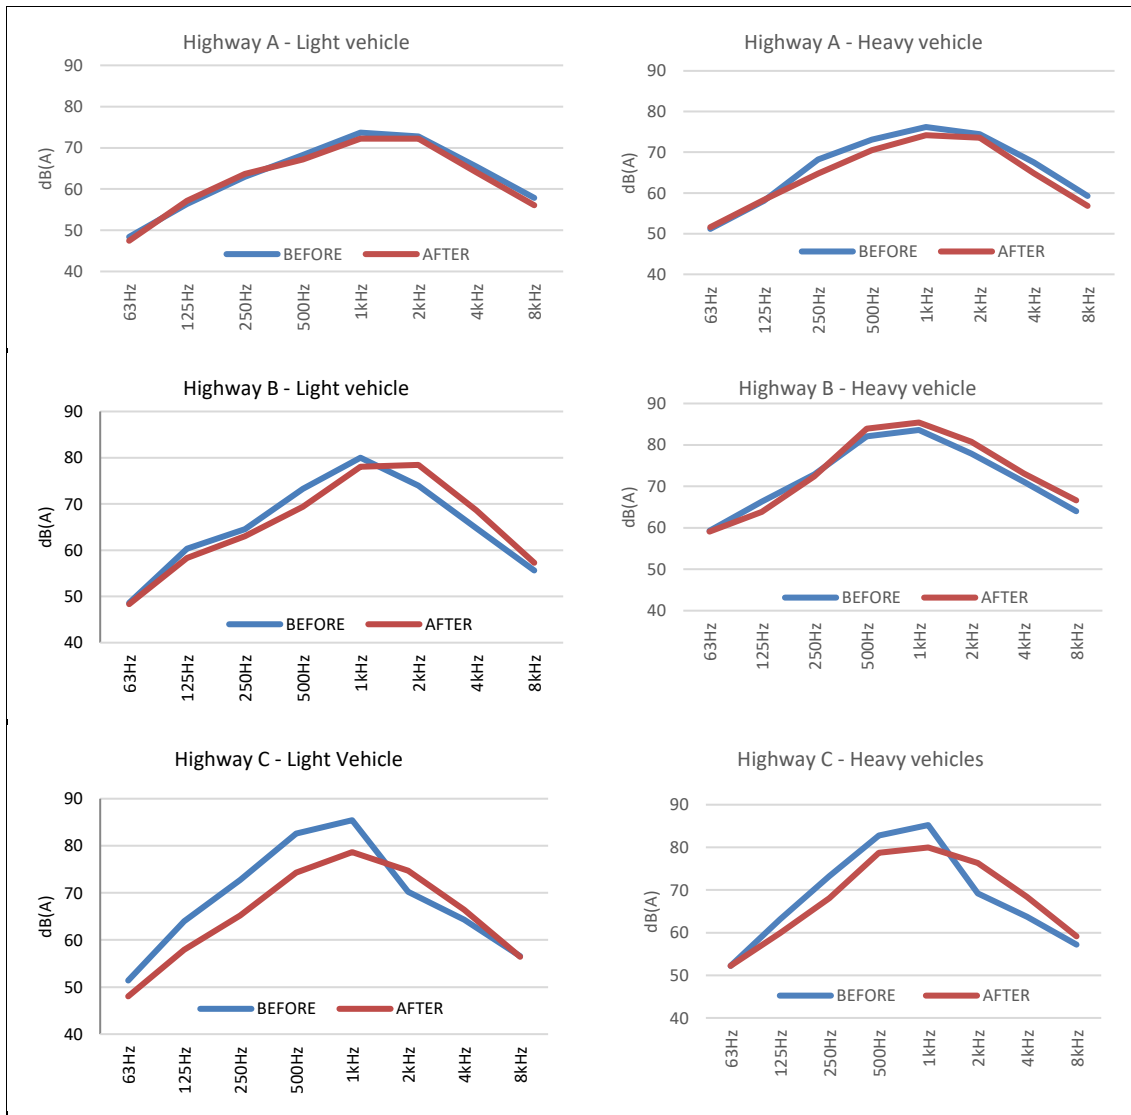 Highway A - Light vehicle
dB(A)
90
80
70
60
50
40
BEFORE AFTER
63Hz 125Hz 250Hz 500Hz 1kHz 2kHz 4kHz 8kHz
Highway A - Heavy vehicle
dB(A)
90
80
70
60
50
40
BEFORE AFTER
63Hz 125Hz 250Hz 500Hz 1kHz 2kHz 4kHz 8kHz
Highway B - Light vehicle
dB(A)
90
80
70
60
50
40
BEFORE AFTER
63Hz 125Hz 250Hz 500Hz 1kHz 2kHz 4kHz 8kHz
Highway B - Heavy vehicle
dB(A)
90
80
70
60
50
40
BEFORE AFTER
63Hz 125Hz 250Hz 500Hz 1kHz 2kHz 4kHz 8kHz
Highway C - Light Vehicle
dB(A)
90
80
70
60
50
40
BEFORE AFTER
63Hz 125Hz 250Hz 500Hz 1kHz 2kHz 4kHz 8kHz
Highway C - Heavy vehicles
dB(A)
90
80
70
60
50
40
BEFORE AFTER
63Hz 125Hz 250Hz 500Hz 1kHz 2kHz 4kHz 8kHz